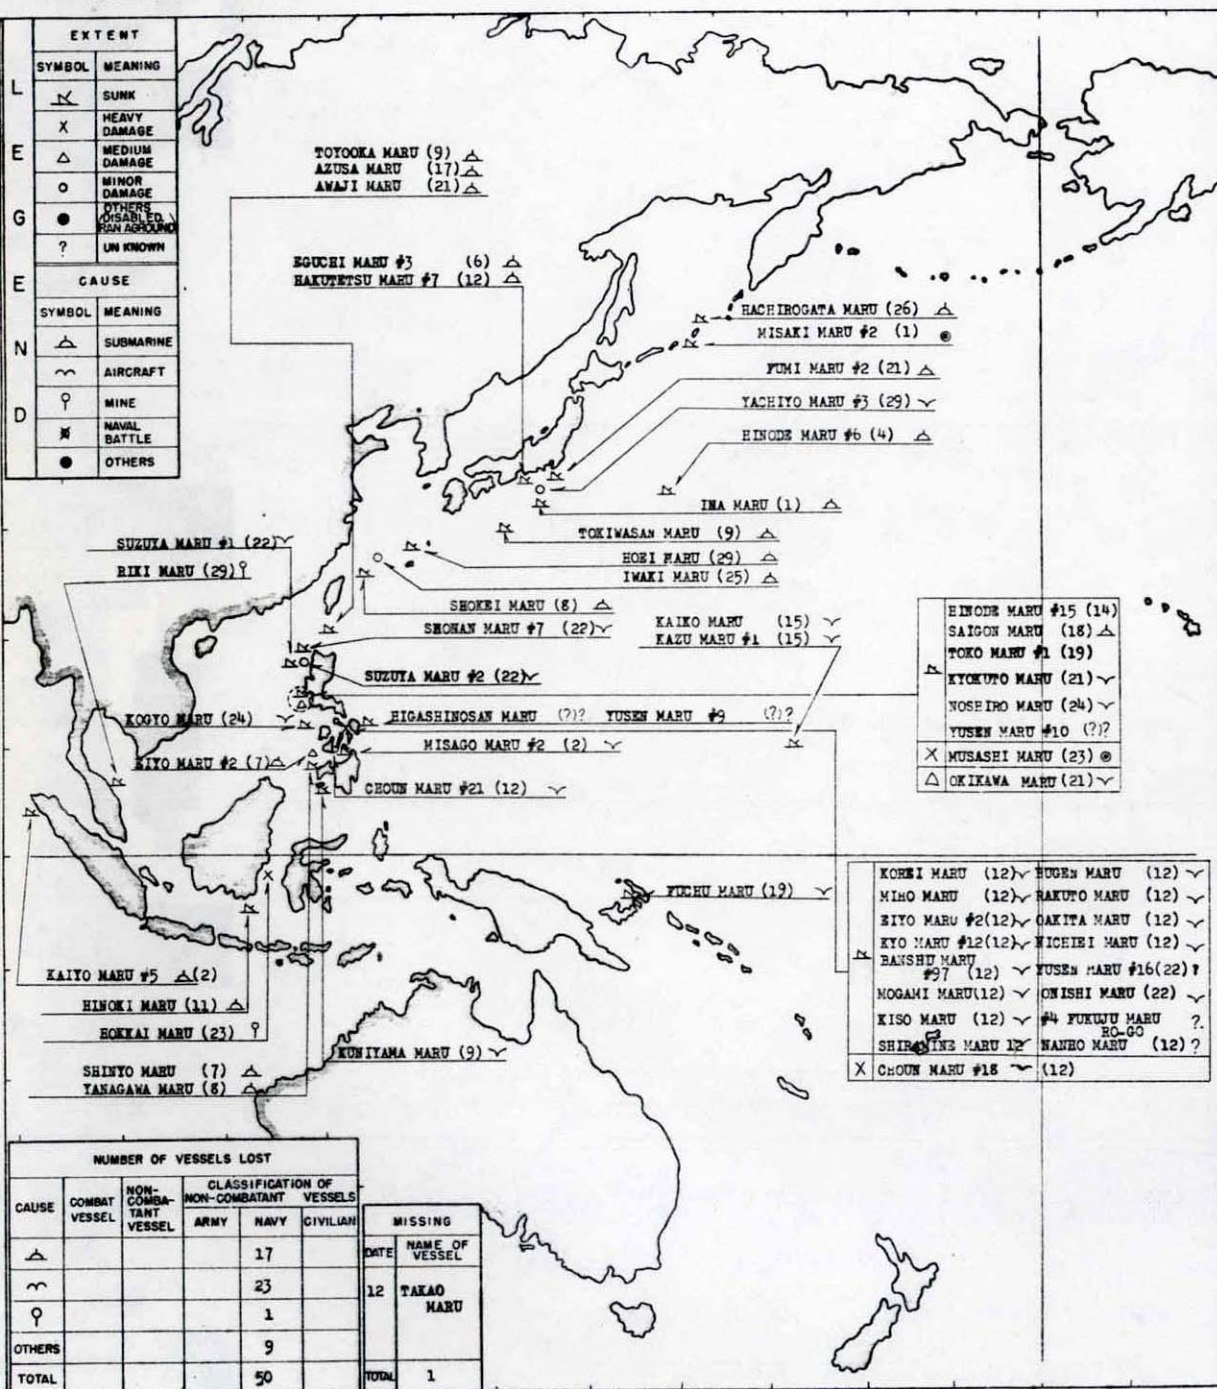 LEGEND
EXTENT
SYMBOL MEANING
SUNK
X HEAVY DAMAGE
△ MEDIUM DAMAGE
○ MINOR DAMAGE
● OTHERS (DISABLED, RAN AGROUND)
? UN KNOWN
CAUSE
SYMBOL MEANING
SUBMARINE
AIRCRAFT
MINE
NAVAL BATTLE
● OTHERS
TOYOOKA MARU (9)
AZUSA MARU (17)
AWAJI MARU (21)
EGUCHI MARU #3 (6)
HAKUTETSU MARU #7 (12)
HACHIROGATA MARU (26)
MISAKI MARU #2 (1)
FUMI MARU #2 (21)
YACHIYO MARU #3 (29)
HINODE MARU #6 (4)
INA MARU (1)
TOKIWASAN MARU (9)
HOEI MARU (29)
IWAKI MARU (25)
SUZUYA MARU #1 (22)
RIKI MARU (29)
SHOKEI MARU (8)
SHONAN MARU #7 (22)
KAIKO MARU (15)
KAZU MARU #1 (15)
SUZUYA MARU #2 (22)
HINODE MARU #15 (14)
SAIGON MARU (18)
TOKO MARU #1 (19)
KYOKUTO MARU (21)
NOSHIRO MARU (24)
YUSEN MARU #10 (?)?
X MUSASHI MARU (23)
△ OKIKAWA MARU (21)
KOGYO MARU (24)
HIGASHINOSAN MARU (?)? YUSEN MARU #9 (?)?
MISAGO MARU #2 (2)
EIYO MARU #2 (7)
CHOUN MARU #21 (12)
FUCHU MARU (19)
KOREI MARU (12) HUGEN MARU (12)
MIHO MARU (12) RAKUTO MARU (12)
EIYO MARU #2(12) OAKITA MARU (12)
KYO MARU #12(12) NICHIEI MARU (12)
BANSHU MARU #97 (12) YUSEN MARU #16(22) ?
MOGAMI MARU(12) ONISHI MARU (22)
KISO MARU (12) #4 FUKUJU MARU ?
RO-GO
SHIRAMINE MARU 12 NANHO MARU (12) ?
X CHOUN MARU #18 (12)
KAIYO MARU #5 (2)
HINOKI MARU (11)
HOKKAI MARU (23)
KUNIYAMA MARU (9)
SHINYO MARU (7)
YANAGAWA MARU (8)
NUMBER OF VESSELS LOST
CAUSE COMBAT VESSEL NON-COMBA-TANT VESSEL CLASSIFICATION OF NON-COMBATANT VESSELS
ARMY NAVY CIVILIAN
17
23
1
OTHERS 9
TOTAL 50
MISSING
DATE NAME OF VESSEL
12 TAKAO MARU
TOTAL 1